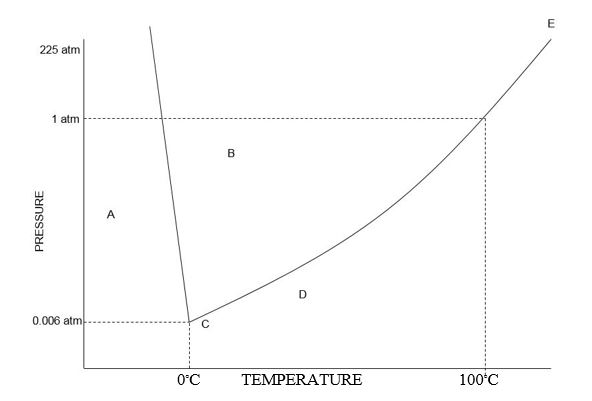 E
225 atm
1 atm
B
A
PRESSURE
D
0.006 atm
C
0°C
TEMPERATURE
100°C